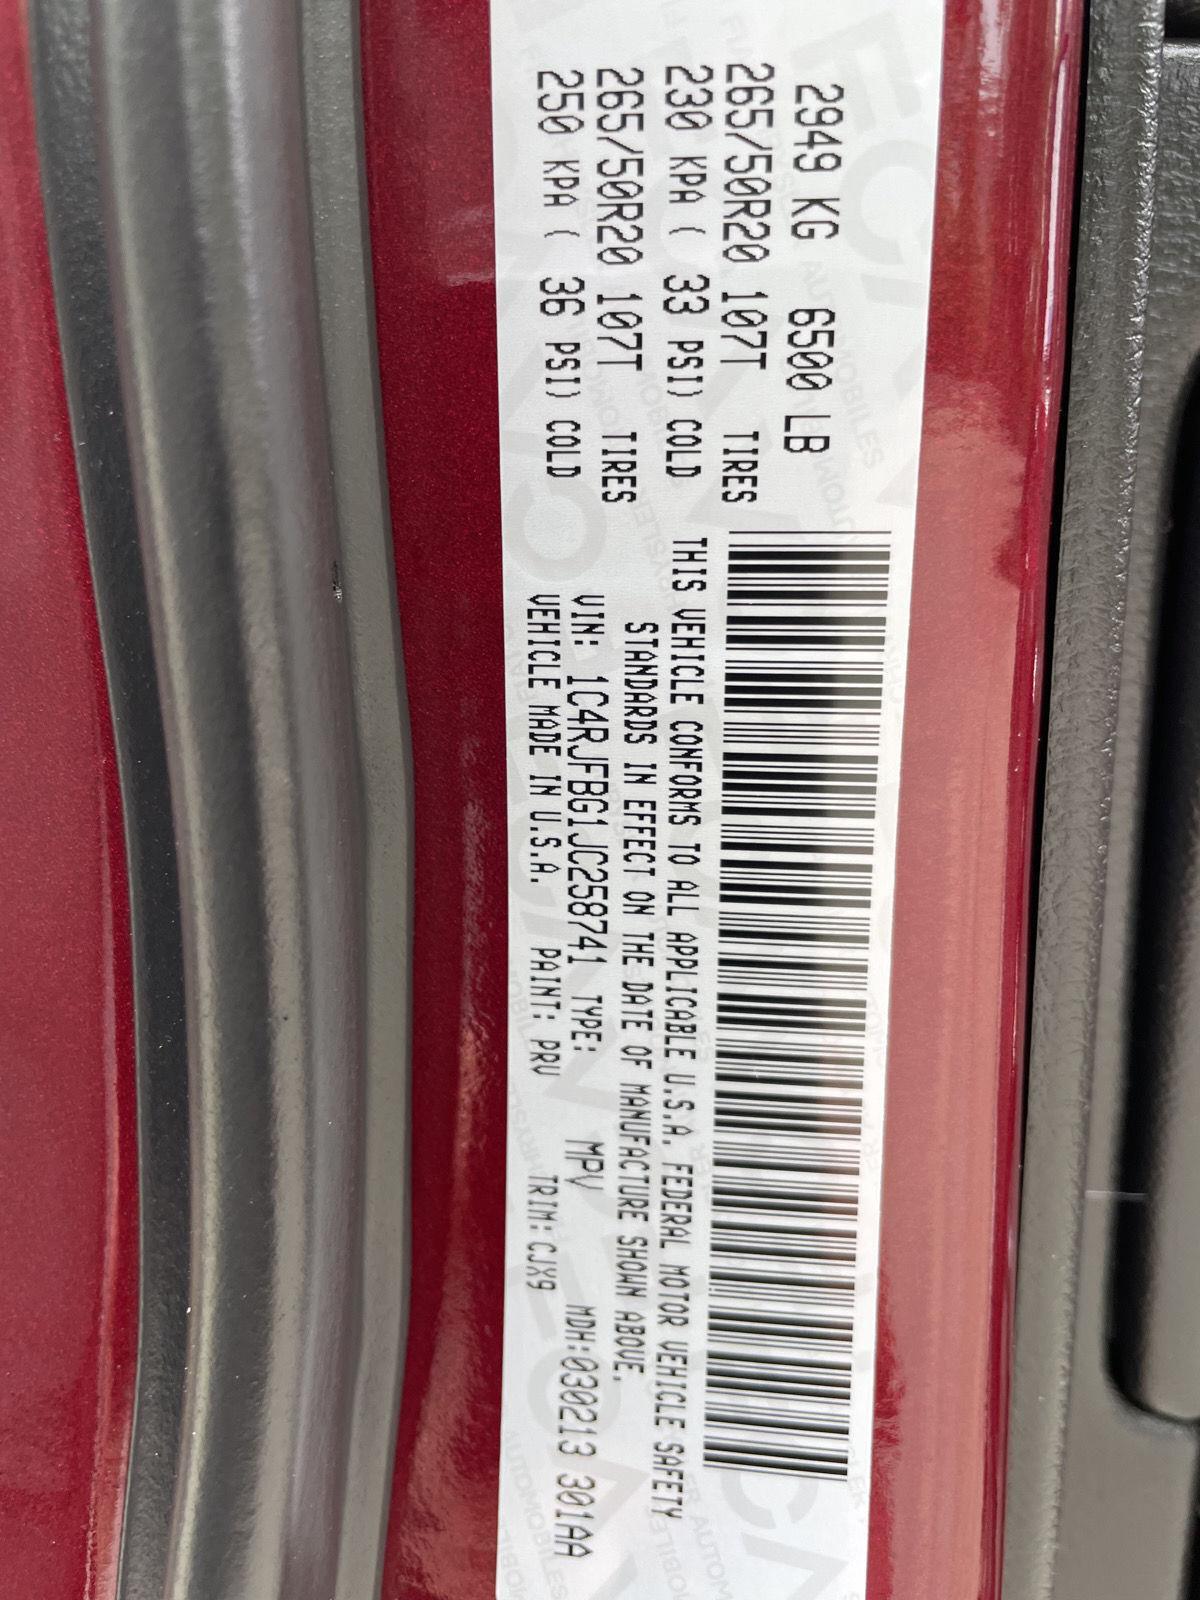 2949 KG 6500 LB
265/50R20 107T TIRES
230 KPA ( 33 PSI) COLD
265/50R20 107T TIRES
250 KPA ( 36 PSI) COLD
THIS VEHICLE CONFORMS TO ALL APPLICABLE U.S.A. FEDERAL MOTOR VEHICLE SAFETY
STANDARDS IN EFFECT ON THE DATE OF MANUFACTURE SHOWN ABOVE.
VIN: 1C4RJFBG1JC258741 TYPE: MPV MDH:030213 301AA
VEHICLE MADE IN U.S.A. PAINT: PRV TRIM:CJX9